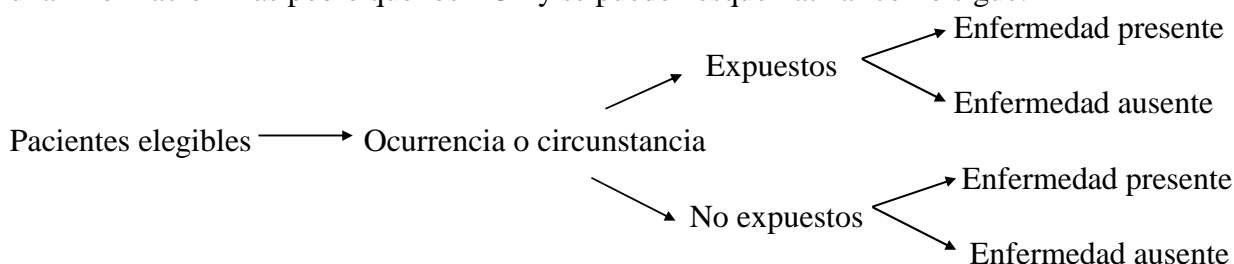 Enfermedad presente
Expuestos
Enfermedad ausente
Pacientes elegibles
Ocurrencia o circunstancia
Enfermedad presente
No expuestos
Enfermedad ausente